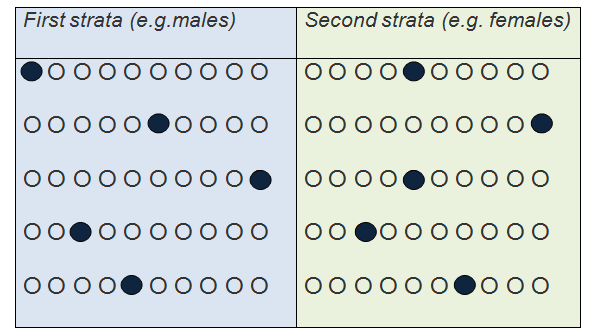 First strata (e.g.males)
Second strata (e.g. females)